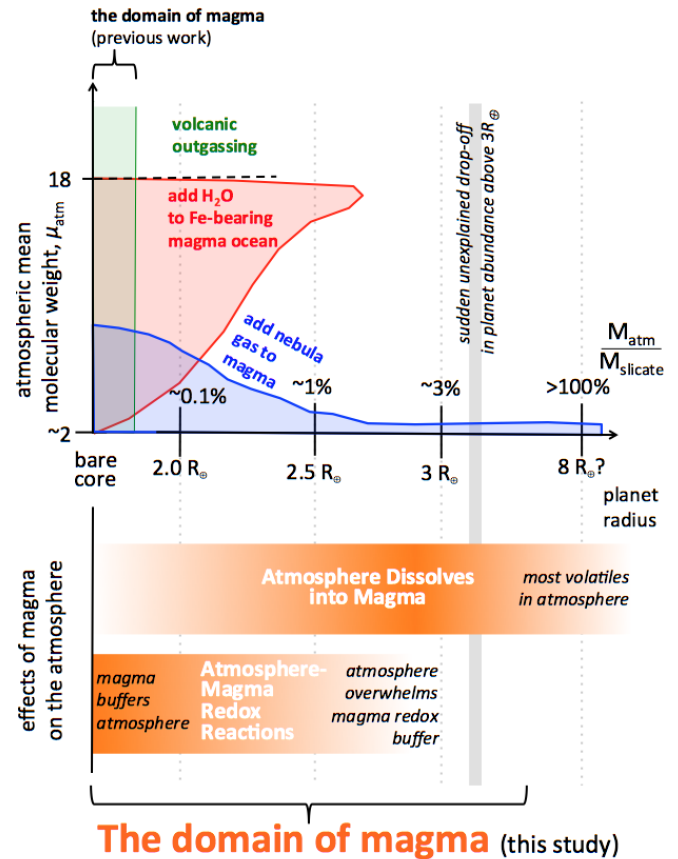 the domain of magma
(previous work)
volcanic
outgassing
18
add H₂O
to Fe-bearing
magma ocean
atmospheric mean
molecular weight, μatm
sudden unexplained drop-off
in planet abundance above 3R⊕
add nebula
gas to
magma
Matm
Mslicate
~0.1%
~1%
~3%
>100%
~2
bare
core
2.0 R⊕
2.5 R⊕
3 R⊕
8 R⊕?
planet
radius
effects of magma
on the atmosphere
Atmosphere Dissolves
into Magma
most volatiles
in atmosphere
magma
buffers
atmosphere
Atmosphere-
Magma
Redox
Reactions
atmosphere
overwhelms
magma redox
buffer
The domain of magma (this study)